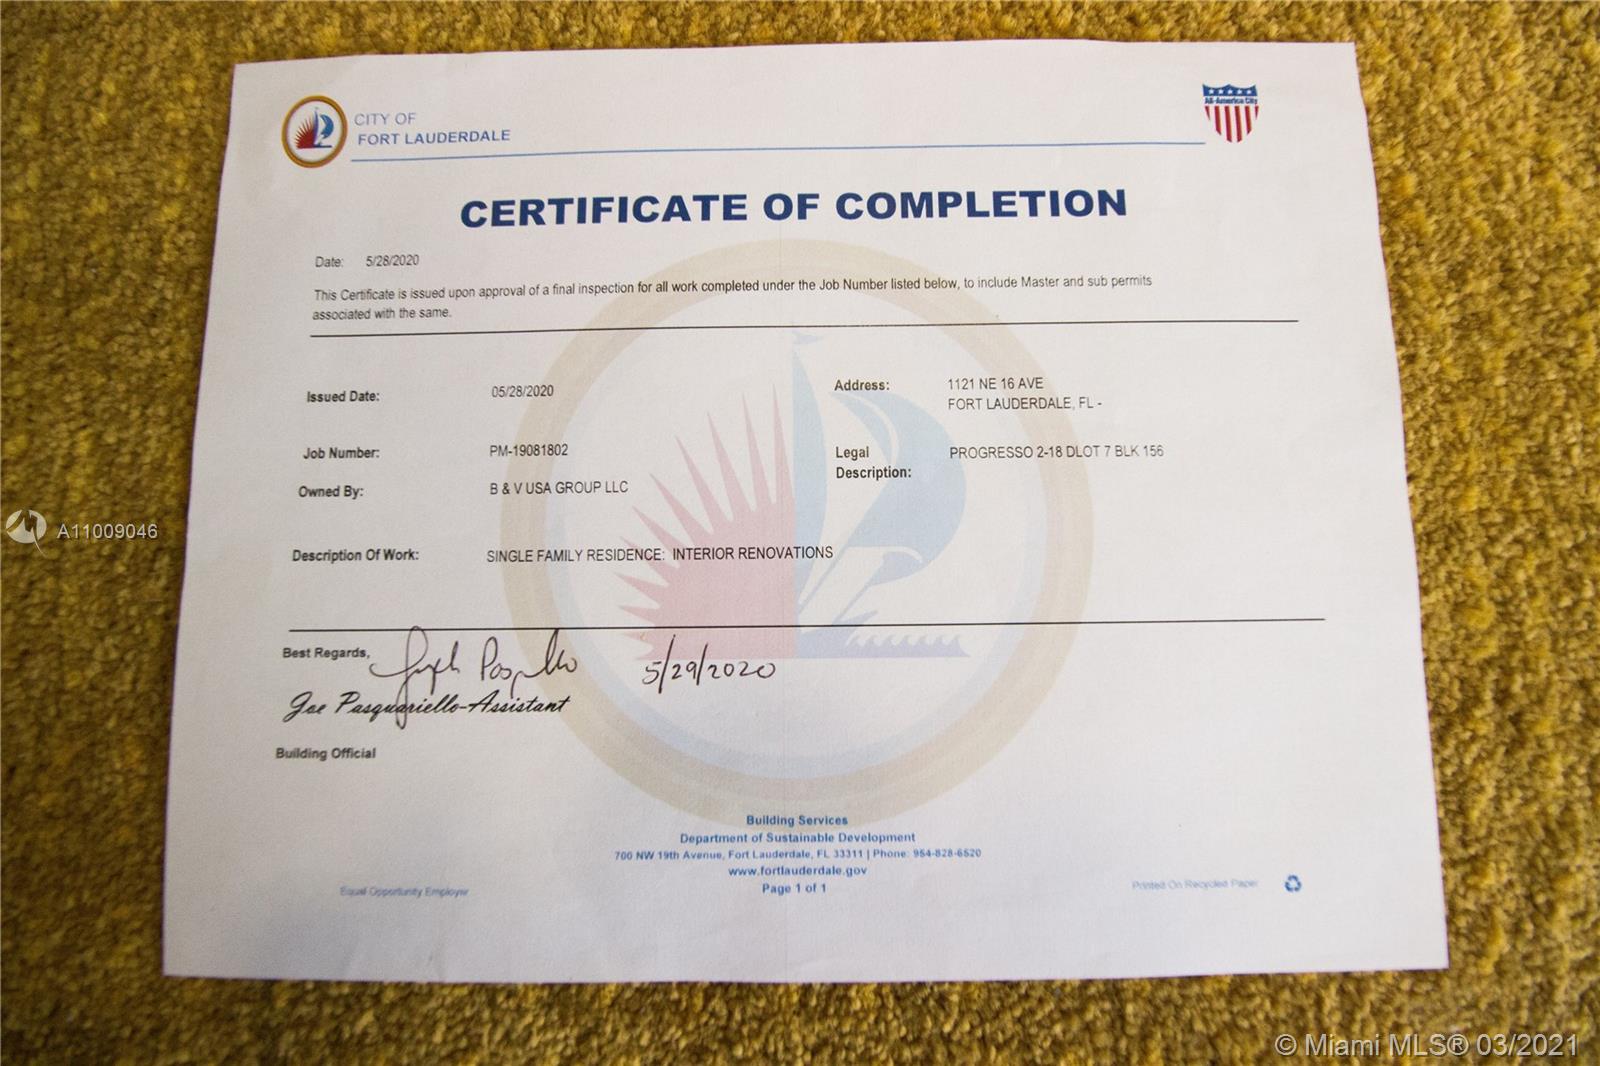 CITY OF
FORT LAUDERDALE
All-America City
CERTIFICATE OF COMPLETION
Date: 5/28/2020
This Certificate is issued upon approval of a final inspection for all work completed under the Job Number listed below, to include Master and sub permits
associated with the same.
Issued Date: 05/28/2020
Address: 1121 NE 16 AVE
FORT LAUDERDALE, FL -
Job Number: PM-19081802
Legal
Description: PROGRESSO 2-18 DLOT 7 BLK 156
Owned By: B & V USA GROUP LLC
Description Of Work: SINGLE FAMILY RESIDENCE: INTERIOR RENOVATIONS
Best Regards,
5/29/2020
Joe Pasquariello-Assistant
Building Official
Building Services
Department of Sustainable Development
700 NW 19th Avenue, Fort Lauderdale, FL 33311 | Phone: 954-828-6520
www.fortlauderdale.gov
Page 1 of 1
Equal Opportunity Employer
Printed On Recycled Paper
A11009046
© Miami MLS® 03/2021